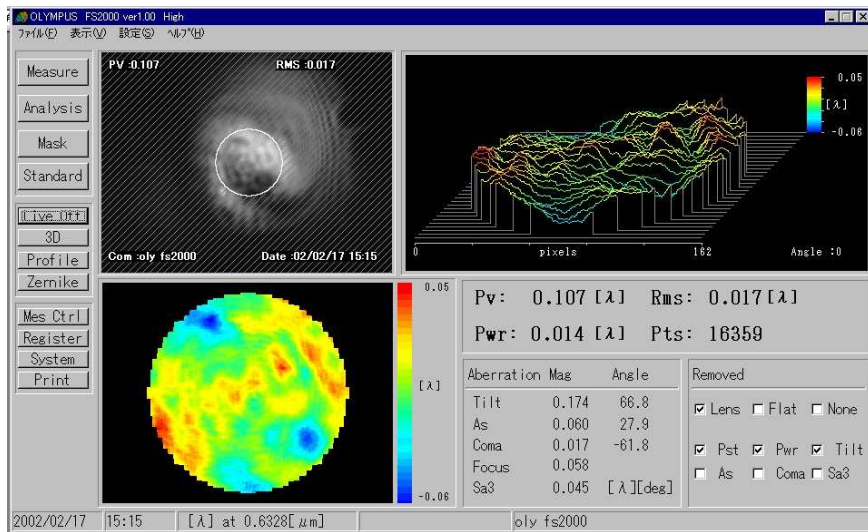 OLYMPUS FS2000 ver1.00 High
ﾌｧｲﾙ(F) 表示(V) 設定(S) ﾍﾙﾌﾟ(H)
Measure
Analysis
Mask
Standard
Live Off
3D
Profile
Zernike
Mes Ctrl
Register
System
Print
PV :0.107 RMS :0.017
Com :oly fs2000 Date :02/02/17 15:15
0.05
[λ]
-0.06
0 pixels 162 Angle :0
0.05
[λ]
-0.06
Pv: 0.107 [λ] Rms: 0.017 [λ]
Pwr: 0.014 [λ] Pts: 16359
Aberration Mag Angle
Tilt 0.174 66.8
As 0.060 27.9
Coma 0.017 -61.8
Focus 0.058
Sa3 0.045 [λ][deg]
Removed
Lens Flat None
Pst Pwr Tilt
As Coma Sa3
2002/02/17 15:15 [λ] at 0.6328[μm] oly fs2000